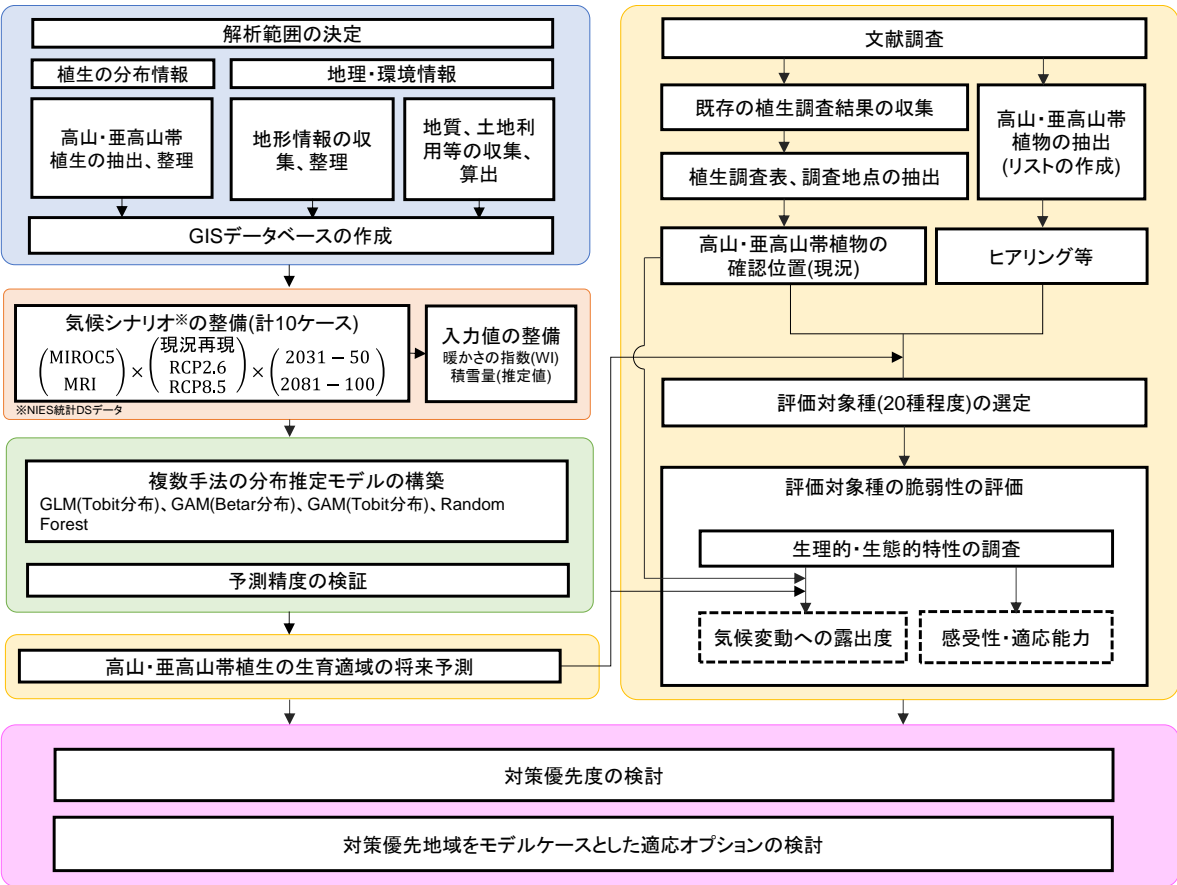 解析範囲の決定
植生の分布情報
地理・環境情報
高山・亜高山帯
植生の抽出、整理
地形情報の収
集、整理
地質、土地利
用等の収集、
算出
GISデータベースの作成
気候シナリオ※の整備(計10ケース)
(MIROC5 MRI) × (現況再現 RCP2.6 RCP8.5) × (2031 − 50 2081 − 100)
※NIES統計DSデータ
入力値の整備
暖かさの指数(WI)
積雪量(推定値)
複数手法の分布推定モデルの構築
GLM(Tobit分布)、GAM(Betar分布)、GAM(Tobit分布)、Random
Forest
予測精度の検証
高山・亜高山帯植生の生育適域の将来予測
文献調査
既存の植生調査結果の収集
植生調査表、調査地点の抽出
高山・亜高山帯植物の
確認位置(現況)
高山・亜高山帯
植物の抽出
(リストの作成)
ヒアリング等
評価対象種(20種程度)の選定
評価対象種の脆弱性の評価
生理的・生態的特性の調査
気候変動への露出度
感受性・適応能力
対策優先度の検討
対策優先地域をモデルケースとした適応オプションの検討